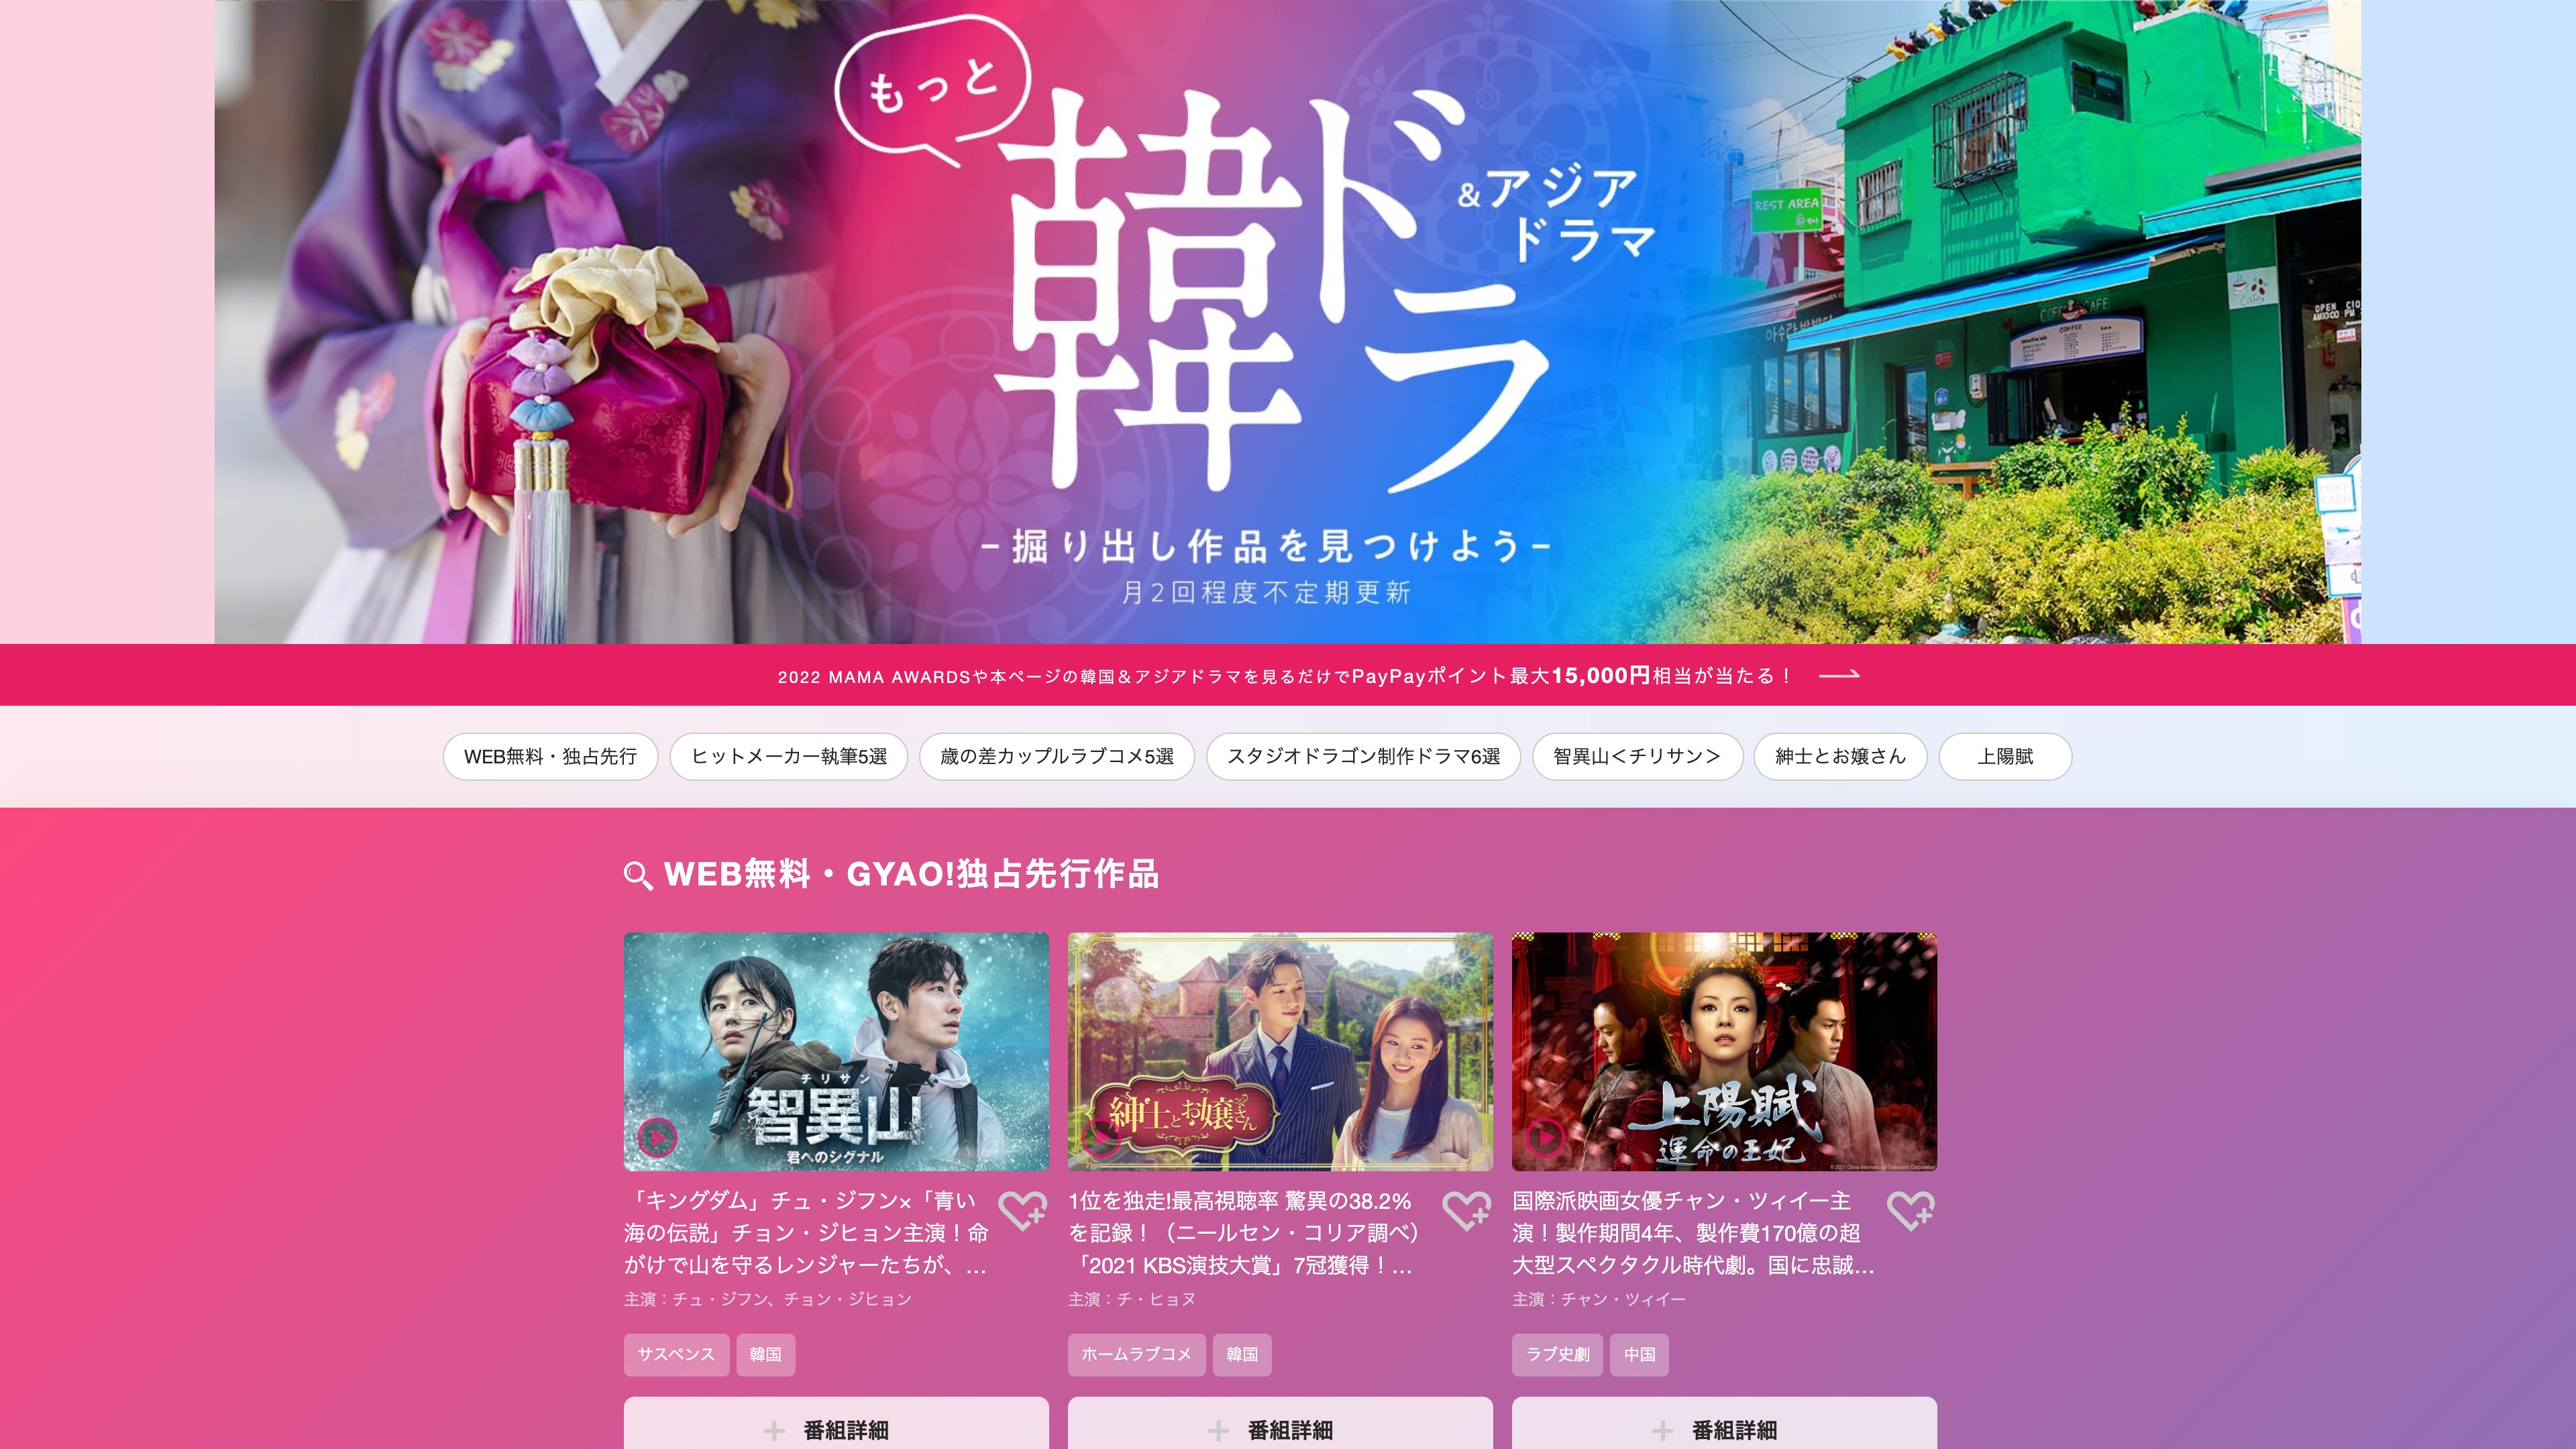 もっと
韓ドラ
&アジア
ドラマ
REST AREA
COFFEE
Cafe
OPEN
-掘り出し作品を見つけよう-
月2回程度不定期更新
2022 MAMA AWARDSや本ページの韓国&アジアドラマを見るだけでPayPayポイント最大15,000円相当が当たる！
WEB無料・独占先行
ヒットメーカー執筆5選
歳の差カップルラブコメ5選
スタジオドラゴン制作ドラマ6選
智異山＜チリサン＞
紳士とお嬢さん
上陽賦
WEB無料・GYAO!独占先行作品
チリサン
智異山
君へのシグナル
「キングダム」チュ・ジフン×「青い
海の伝説」チョン・ジヒョン主演！命
がけで山を守るレンジャーたちが、…
主演：チュ・ジフン、チョン・ジヒョン
サスペンス
韓国
番組詳細
紳士とお嬢さん
1位を独走!最高視聴率 驚異の38.2%
を記録！（ニールセン・コリア調べ）
「2021 KBS演技大賞」7冠獲得！…
主演：チ・ヒョヌ
ホームラブコメ
韓国
番組詳細
上陽賦
運命の王妃
© 2021 China International Television Corporation
国際派映画女優チャン・ツィイー主
演！製作期間4年、製作費170億の超
大型スペクタクル時代劇。国に忠誠…
主演：チャン・ツィイー
ラブ史劇
中国
番組詳細